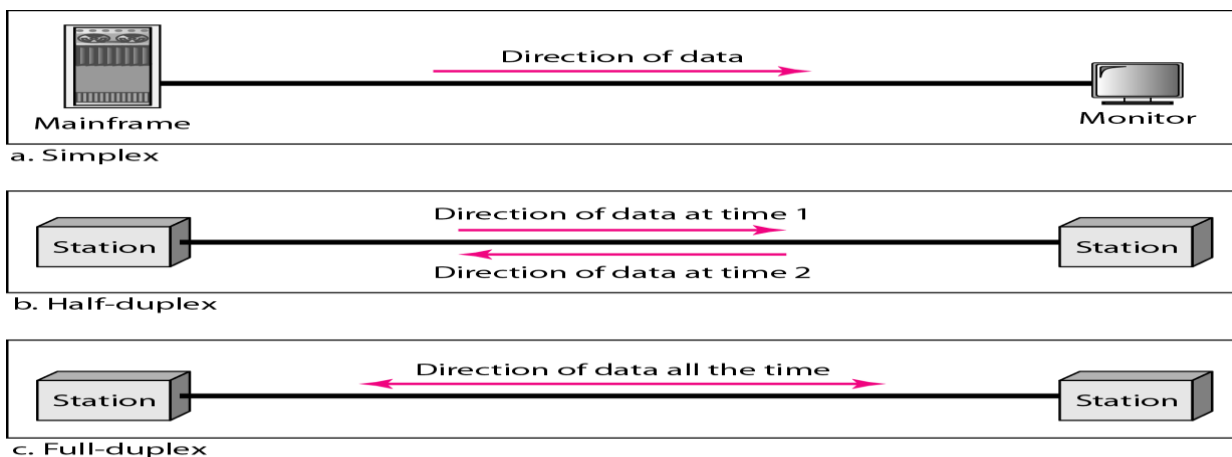 Direction of data
Mainframe
Monitor
a. Simplex
Direction of data at time 1
Station
Station
Direction of data at time 2
b. Half-duplex
Direction of data all the time
Station
Station
c. Full-duplex